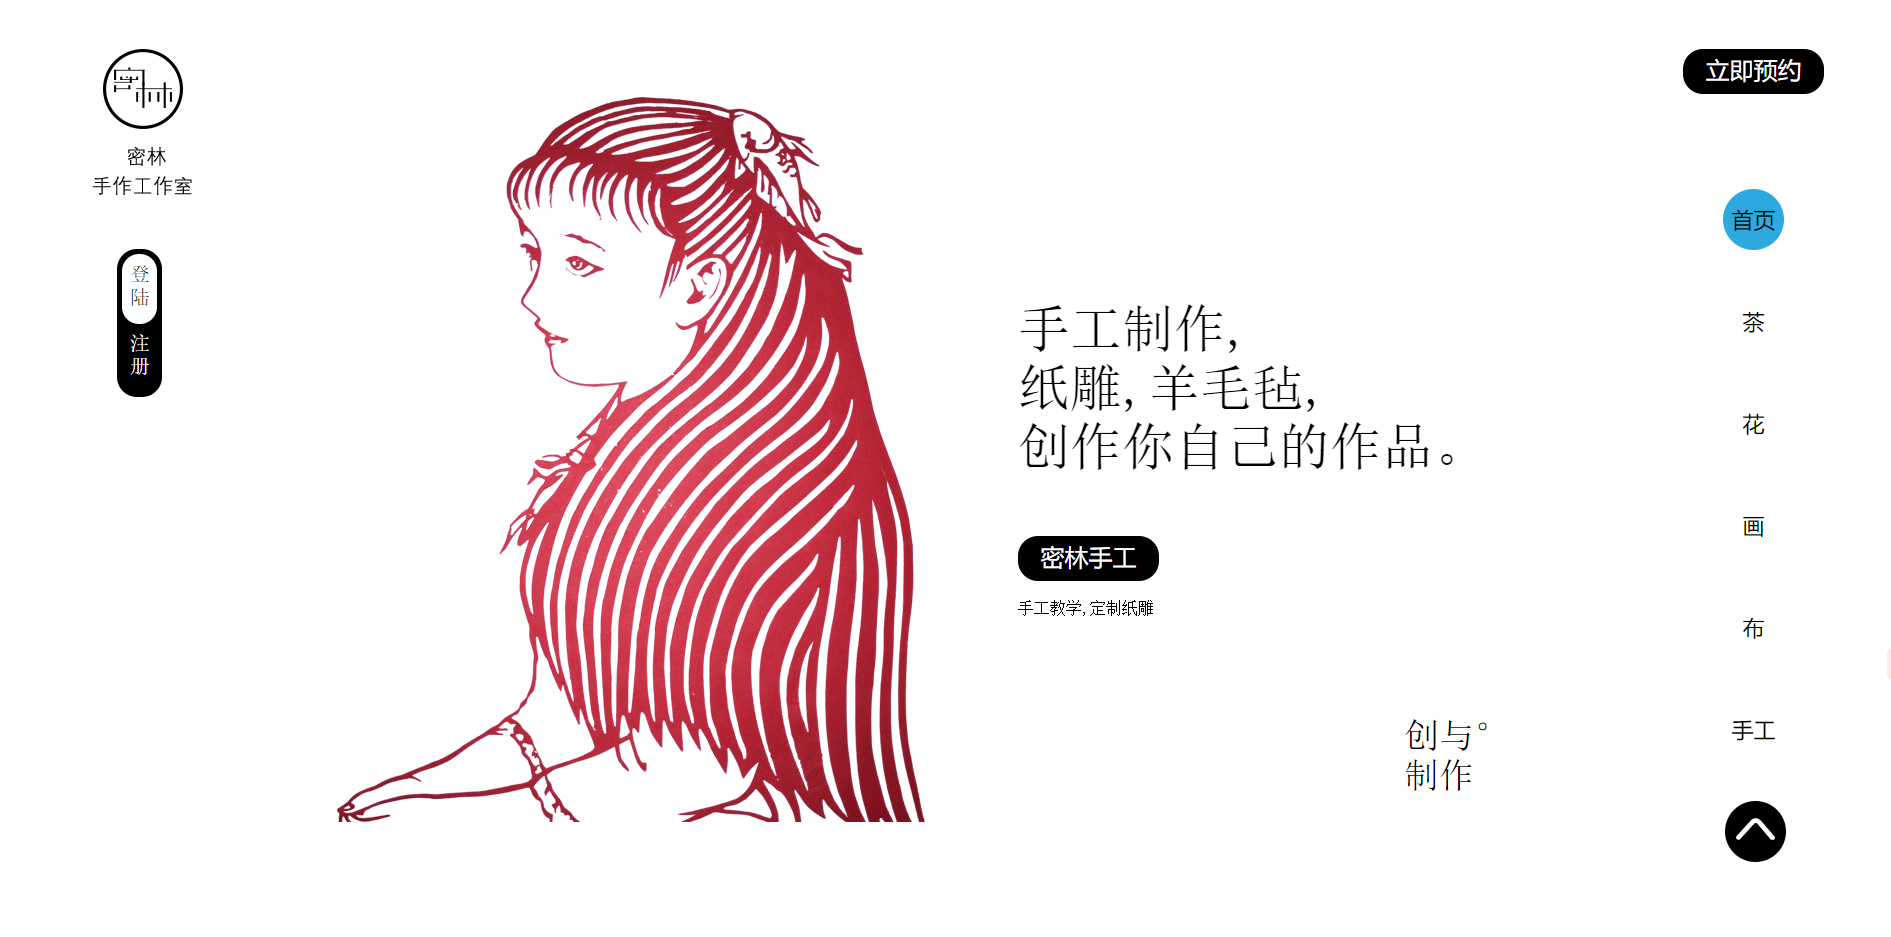 密林
密林
手作工作室
登
陆
注
册
手工制作,
纸雕, 羊毛毡,
创作你自己的作品。
密林手工
手工教学, 定制纸雕
创与°
制作
立即预约
首页
茶
花
画
布
手工